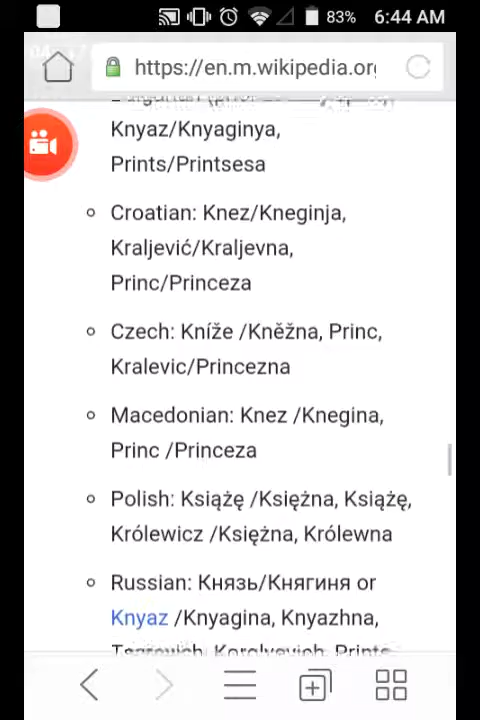 83% 6:44 AM
https://en.m.wikipedia.or
Knyaz/Knyaginya,
Prints/Printsesa
Croatian: Knez/Kneginja,
Kraljević/Kraljevna,
Princ/Princeza
Czech: Kníže /Kněžna, Princ,
Kralevic/Princezna
Macedonian: Knez /Knegina,
Princ /Princeza
Polish: Książę /Księżna, Książę,
Królewicz /Księżna, Królewna
Russian: Князь/Княгиня or
Knyaz /Knyagina, Knyazhna,